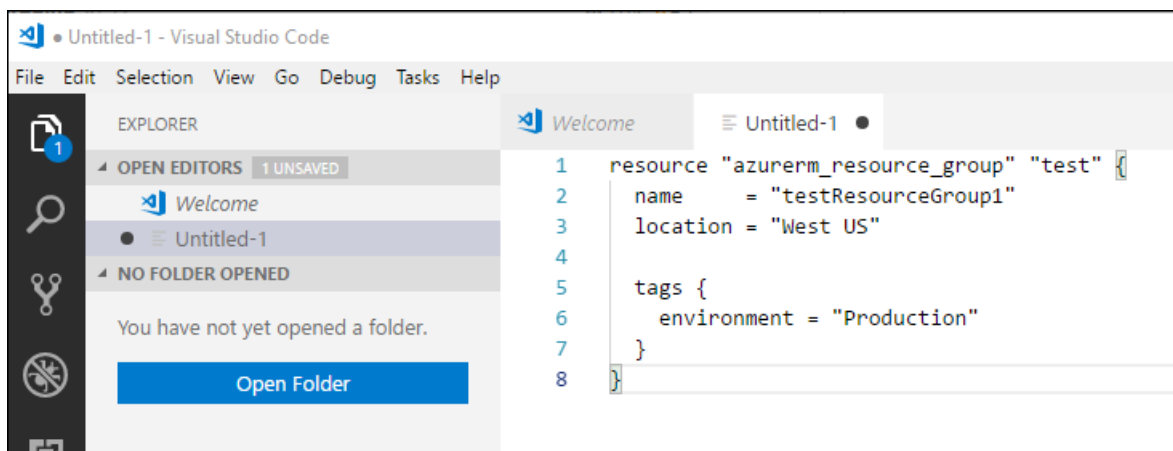 ● Untitled-1 - Visual Studio Code
File Edit Selection View Go Debug Tasks Help
1
EXPLORER
OPEN EDITORS 1 UNSAVED
Welcome
● Untitled-1
NO FOLDER OPENED
You have not yet opened a folder.
Open Folder
Welcome Untitled-1 ●
1 resource "azurerm_resource_group" "test" {
2   name     = "testResourceGroup1"
3   location = "West US"
4
5   tags {
6     environment = "Production"
7   }
8 }